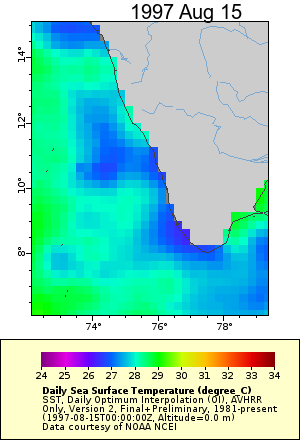 1997 Aug 15
14°
12°
10°
8°
74°
76°
78°
24 25 26 27 28 29 30 31 32 33 34
Daily Sea Surface Temperature (degree_C)
SST, Daily Optimum Interpolation (OI), AVHRR
Only, Version 2, Final+Preliminary, 1981-present
(1997-08-15T00:00:00Z, Altitude=0.0 m)
Data courtesy of NOAA NCEI